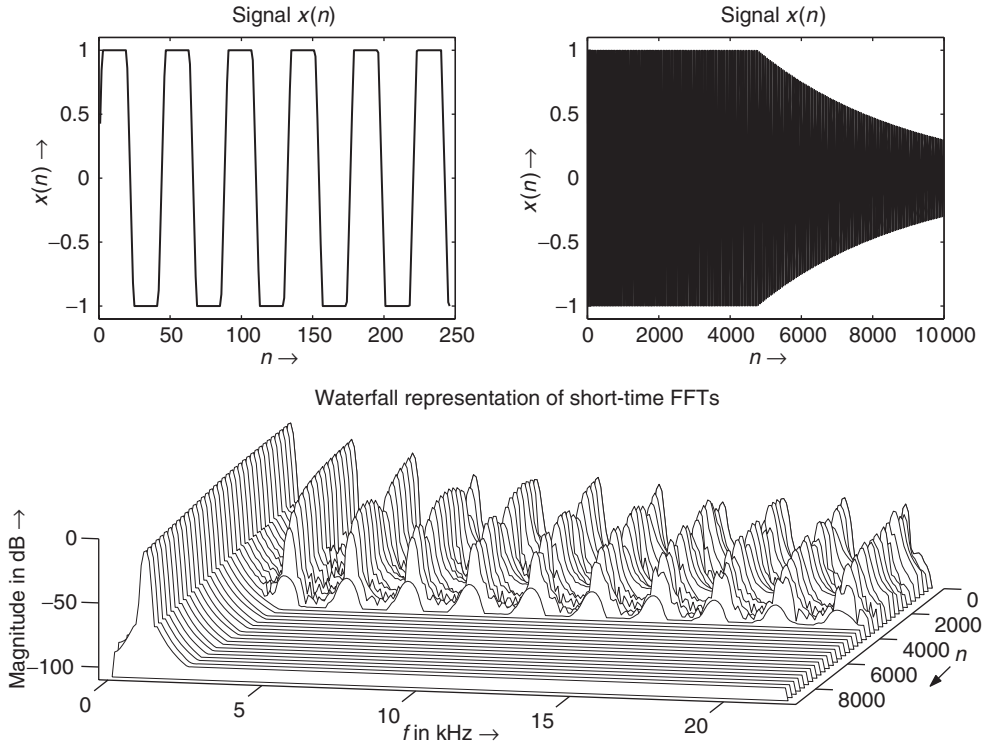 Signal x(n)
1
0.5
0
−0.5
−1
x(n) →
0 50 100 150 200 250
n →
Signal x(n)
1
0.5
0
−0.5
−1
x(n) →
0 2000 4000 6000 8000 10000
n →
Waterfall representation of short-time FFTs
Magnitude in dB →
0
−50
−100
0 5 10 15 20
f in kHz →
0
2000
4000
6000
8000
n